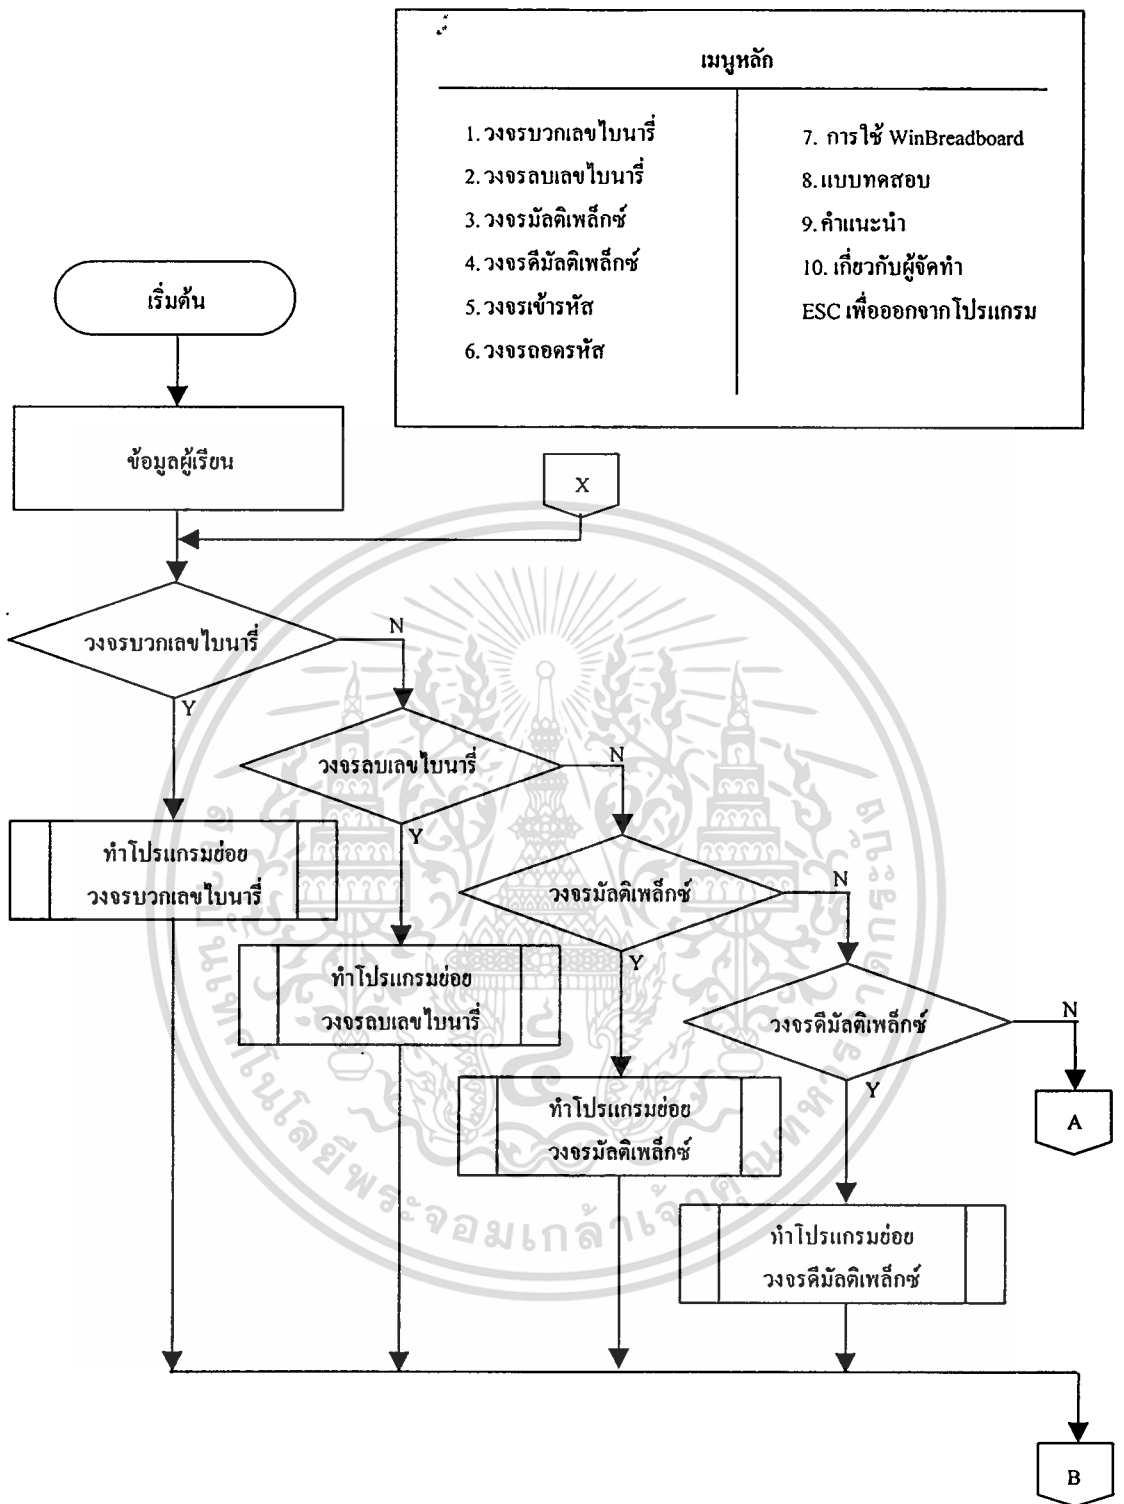 เมนูหลัก
1. วงจรบวกเลขไบนารี่
2. วงจรลบเลขไบนารี่
3. วงจรมัลติเพล็กซ์
4. วงจรดีมัลติเพล็กซ์
5. วงจรเข้ารหัส
6. วงจรถอดรหัส
7. การใช้ WinBreadboard
8. แบบทดสอบ
9. คำแนะนำ
10. เกี่ยวกับผู้จัดทำ
ESC เพื่อออกจากโปรแกรม
เริ่มต้น
ข้อมูลผู้เรียน
X
วงจรบวกเลขไบนารี่
N
Y
วงจรลบเลขไบนารี่
N
Y
ทำโปรแกรมย่อย
วงจรบวกเลขไบนารี่
วงจรมัลติเพล็กซ์
N
Y
ทำโปรแกรมย่อย
วงจรลบเลขไบนารี่
วงจรดีมัลติเพล็กซ์
N
Y
ทำโปรแกรมย่อย
วงจรมัลติเพล็กซ์
A
ทำโปรแกรมย่อย
วงจรดีมัลติเพล็กซ์
B